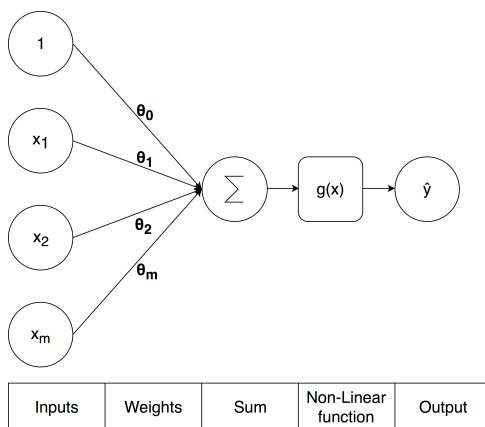 1
θ0
x1
θ1
∑
g(x)
ŷ
x2
θ2
θm
xm
Inputs
Weights
Sum
Non-Linear
function
Output